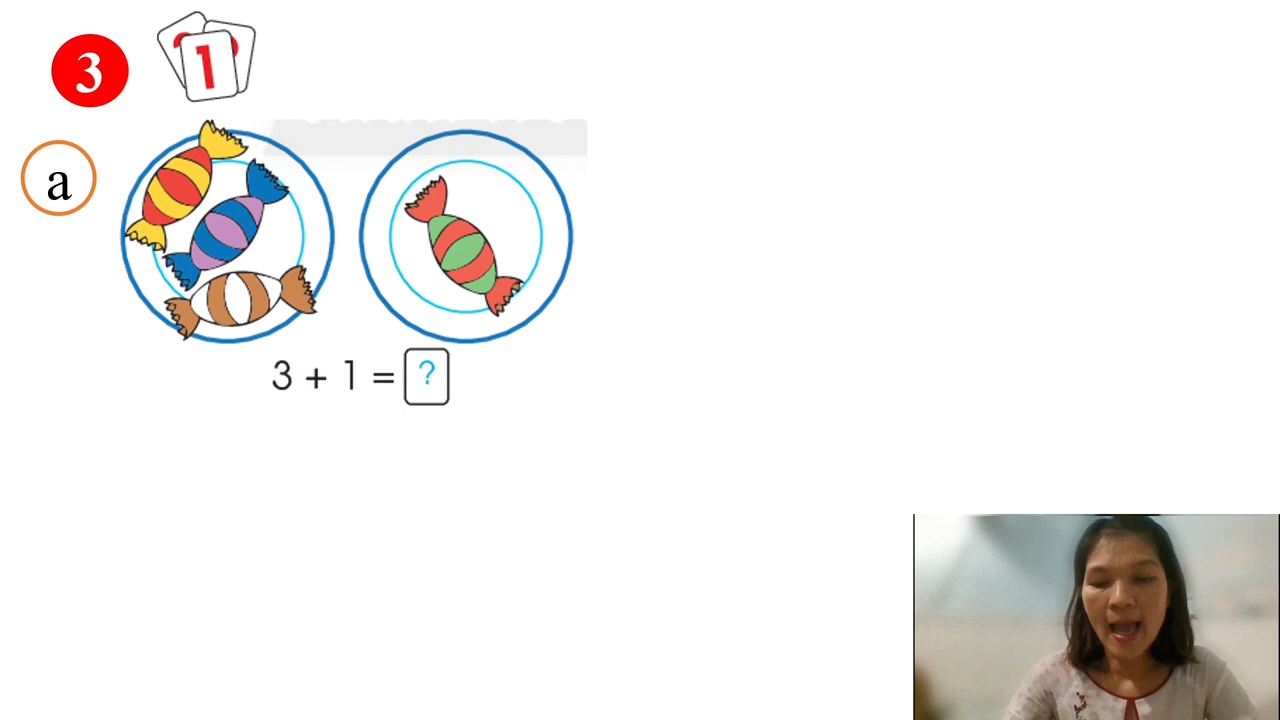 3
1
a
3 + 1 = ?